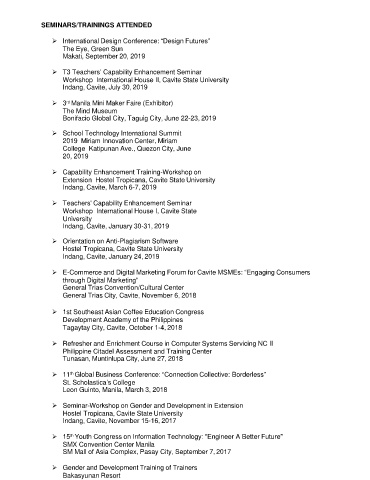 SEMINARS/TRAININGS ATTENDED
➢ International Design Conference: "Design Futures"
The Eye, Green Sun
Makati, September 20, 2019
➢ T3 Teachers' Capability Enhancement Seminar
Workshop International House II, Cavite State University
Indang, Cavite, July 30, 2019
➢ 3rd Manila Mini Maker Faire (Exhibitor)
The Mind Museum
Bonifacio Global City, Taguig City, June 22-23, 2019
➢ School Technology International Summit
2019 Miriam Innovation Center, Miriam
College Katipunan Ave., Quezon City, June
20, 2019
➢ Capability Enhancement Training-Workshop on
Extension Hostel Tropicana, Cavite State University
Indang, Cavite, March 6-7, 2019
➢ Teachers' Capability Enhancement Seminar
Workshop International House I, Cavite State
University
Indang, Cavite, January 30-31, 2019
➢ Orientation on Anti-Plagiarism Software
Hostel Tropicana, Cavite State University
Indang, Cavite, January 24, 2019
➢ E-Commerce and Digital Marketing Forum for Cavite MSMEs: "Engaging Consumers
through Digital Marketing"
General Trias Convention/Cultural Center
General Trias City, Cavite, November 6, 2018
➢ 1st Southeast Asian Coffee Education Congress
Development Academy of the Philippines
Tagaytay City, Cavite, October 1-4, 2018
➢ Refresher and Enrichment Course in Computer Systems Servicing NC II
Philippine Citadel Assessment and Training Center
Tunasan, Muntinlupa City, June 27, 2018
➢ 11th Global Business Conference: "Connection Collective: Borderless"
St. Scholastica's College
Leon Guinto, Manila, March 3, 2018
➢ Seminar-Workshop on Gender and Development in Extension
Hostel Tropicana, Cavite State University
Indang, Cavite, November 15-16, 2017
➢ 15th Youth Congress on Information Technology: "Engineer A Better Future"
SMX Convention Center Manila
SM Mall of Asia Complex, Pasay City, September 7, 2017
➢ Gender and Development Training of Trainers
Bakasyunan Resort